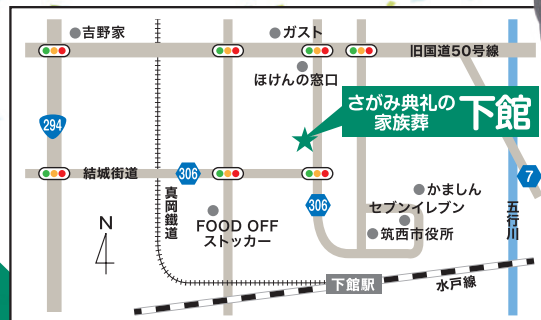 吉野家
ガスト
旧国道50号線
ほけんの窓口
さがみ典礼の
家族葬
下館
294
結城街道
306
7
かましん
真岡鐵道
306
セブンイレブン
五行川
FOOD OFF
ストッカー
筑西市役所
N
下館駅
水戸線